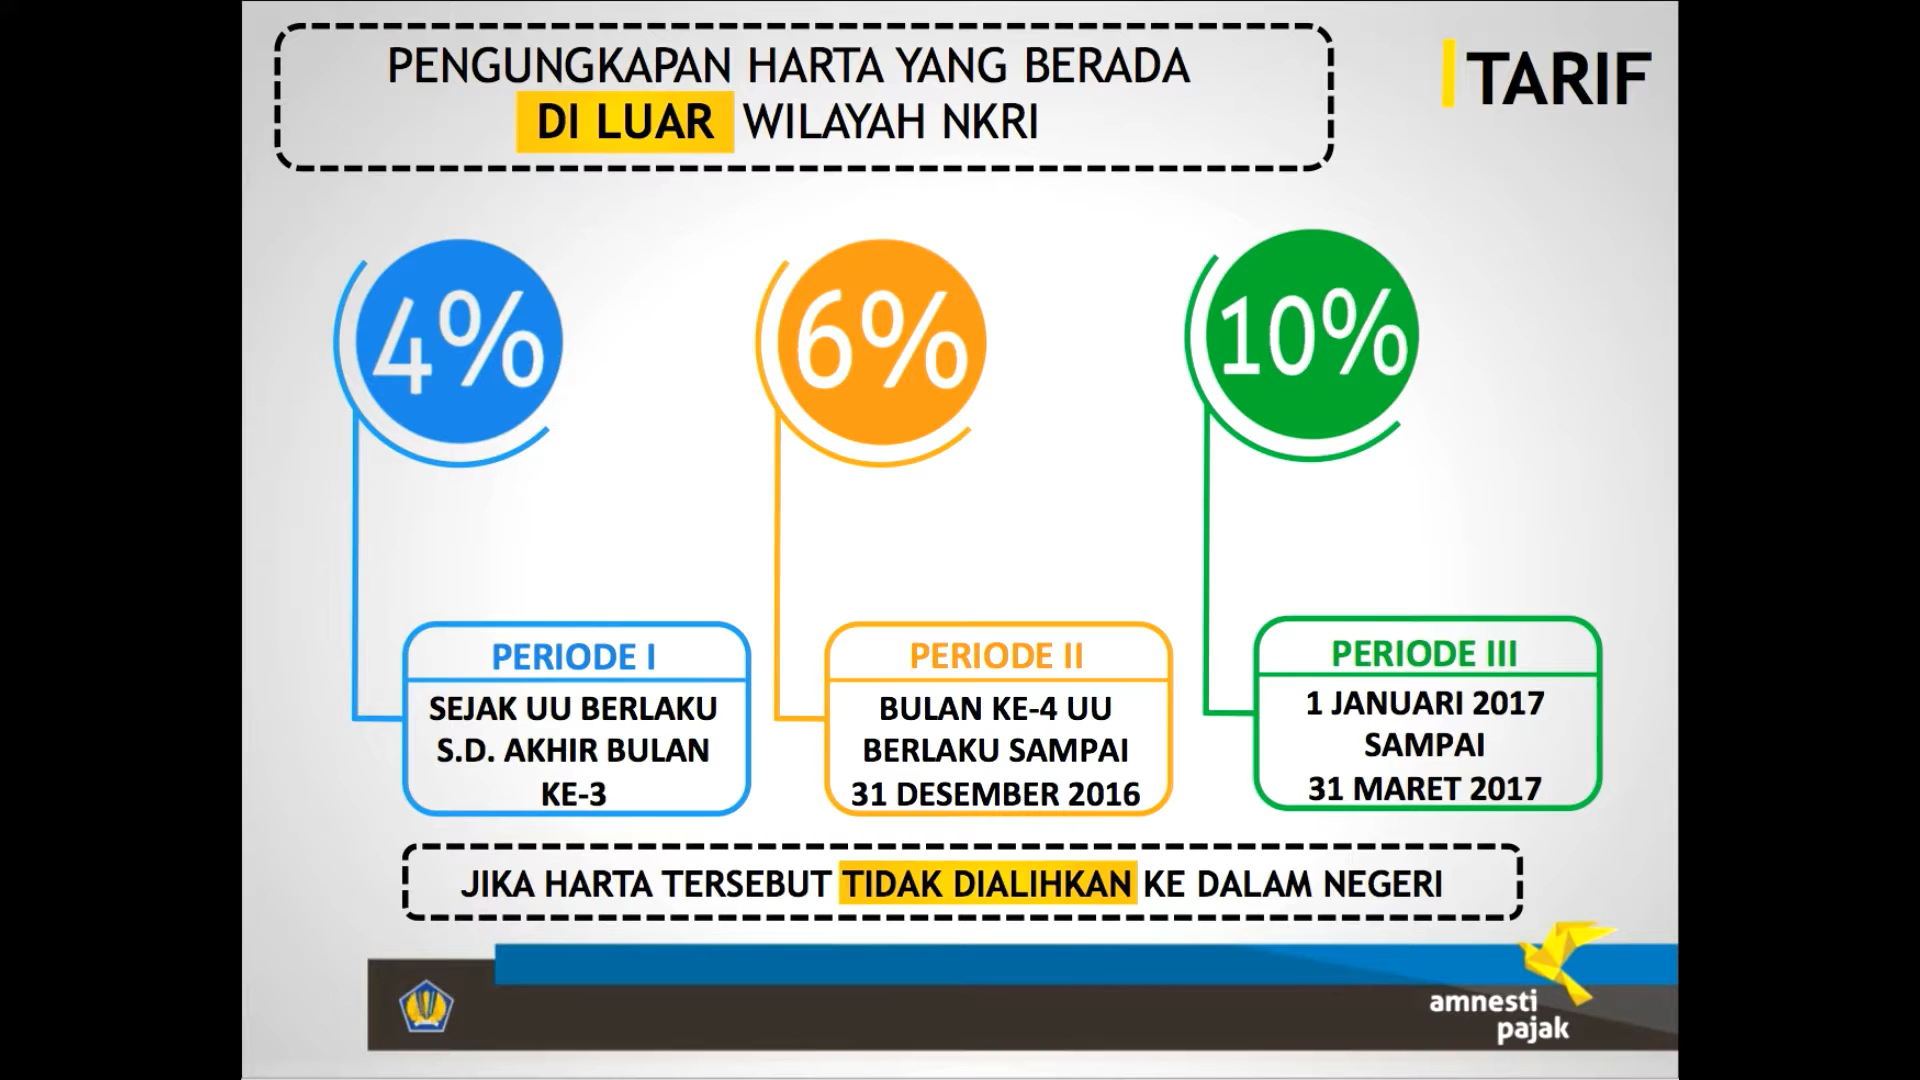 PENGUNGKAPAN HARTA YANG BERADA
DI LUAR WILAYAH NKRI
TARIF
4%
6%
10%
PERIODE I
SEJAK UU BERLAKU
S.D. AKHIR BULAN
KE-3
PERIODE II
BULAN KE-4 UU
BERLAKU SAMPAI
31 DESEMBER 2016
PERIODE III
1 JANUARI 2017
SAMPAI
31 MARET 2017
JIKA HARTA TERSEBUT TIDAK DIALIHKAN KE DALAM NEGERI
amnesti
pajak